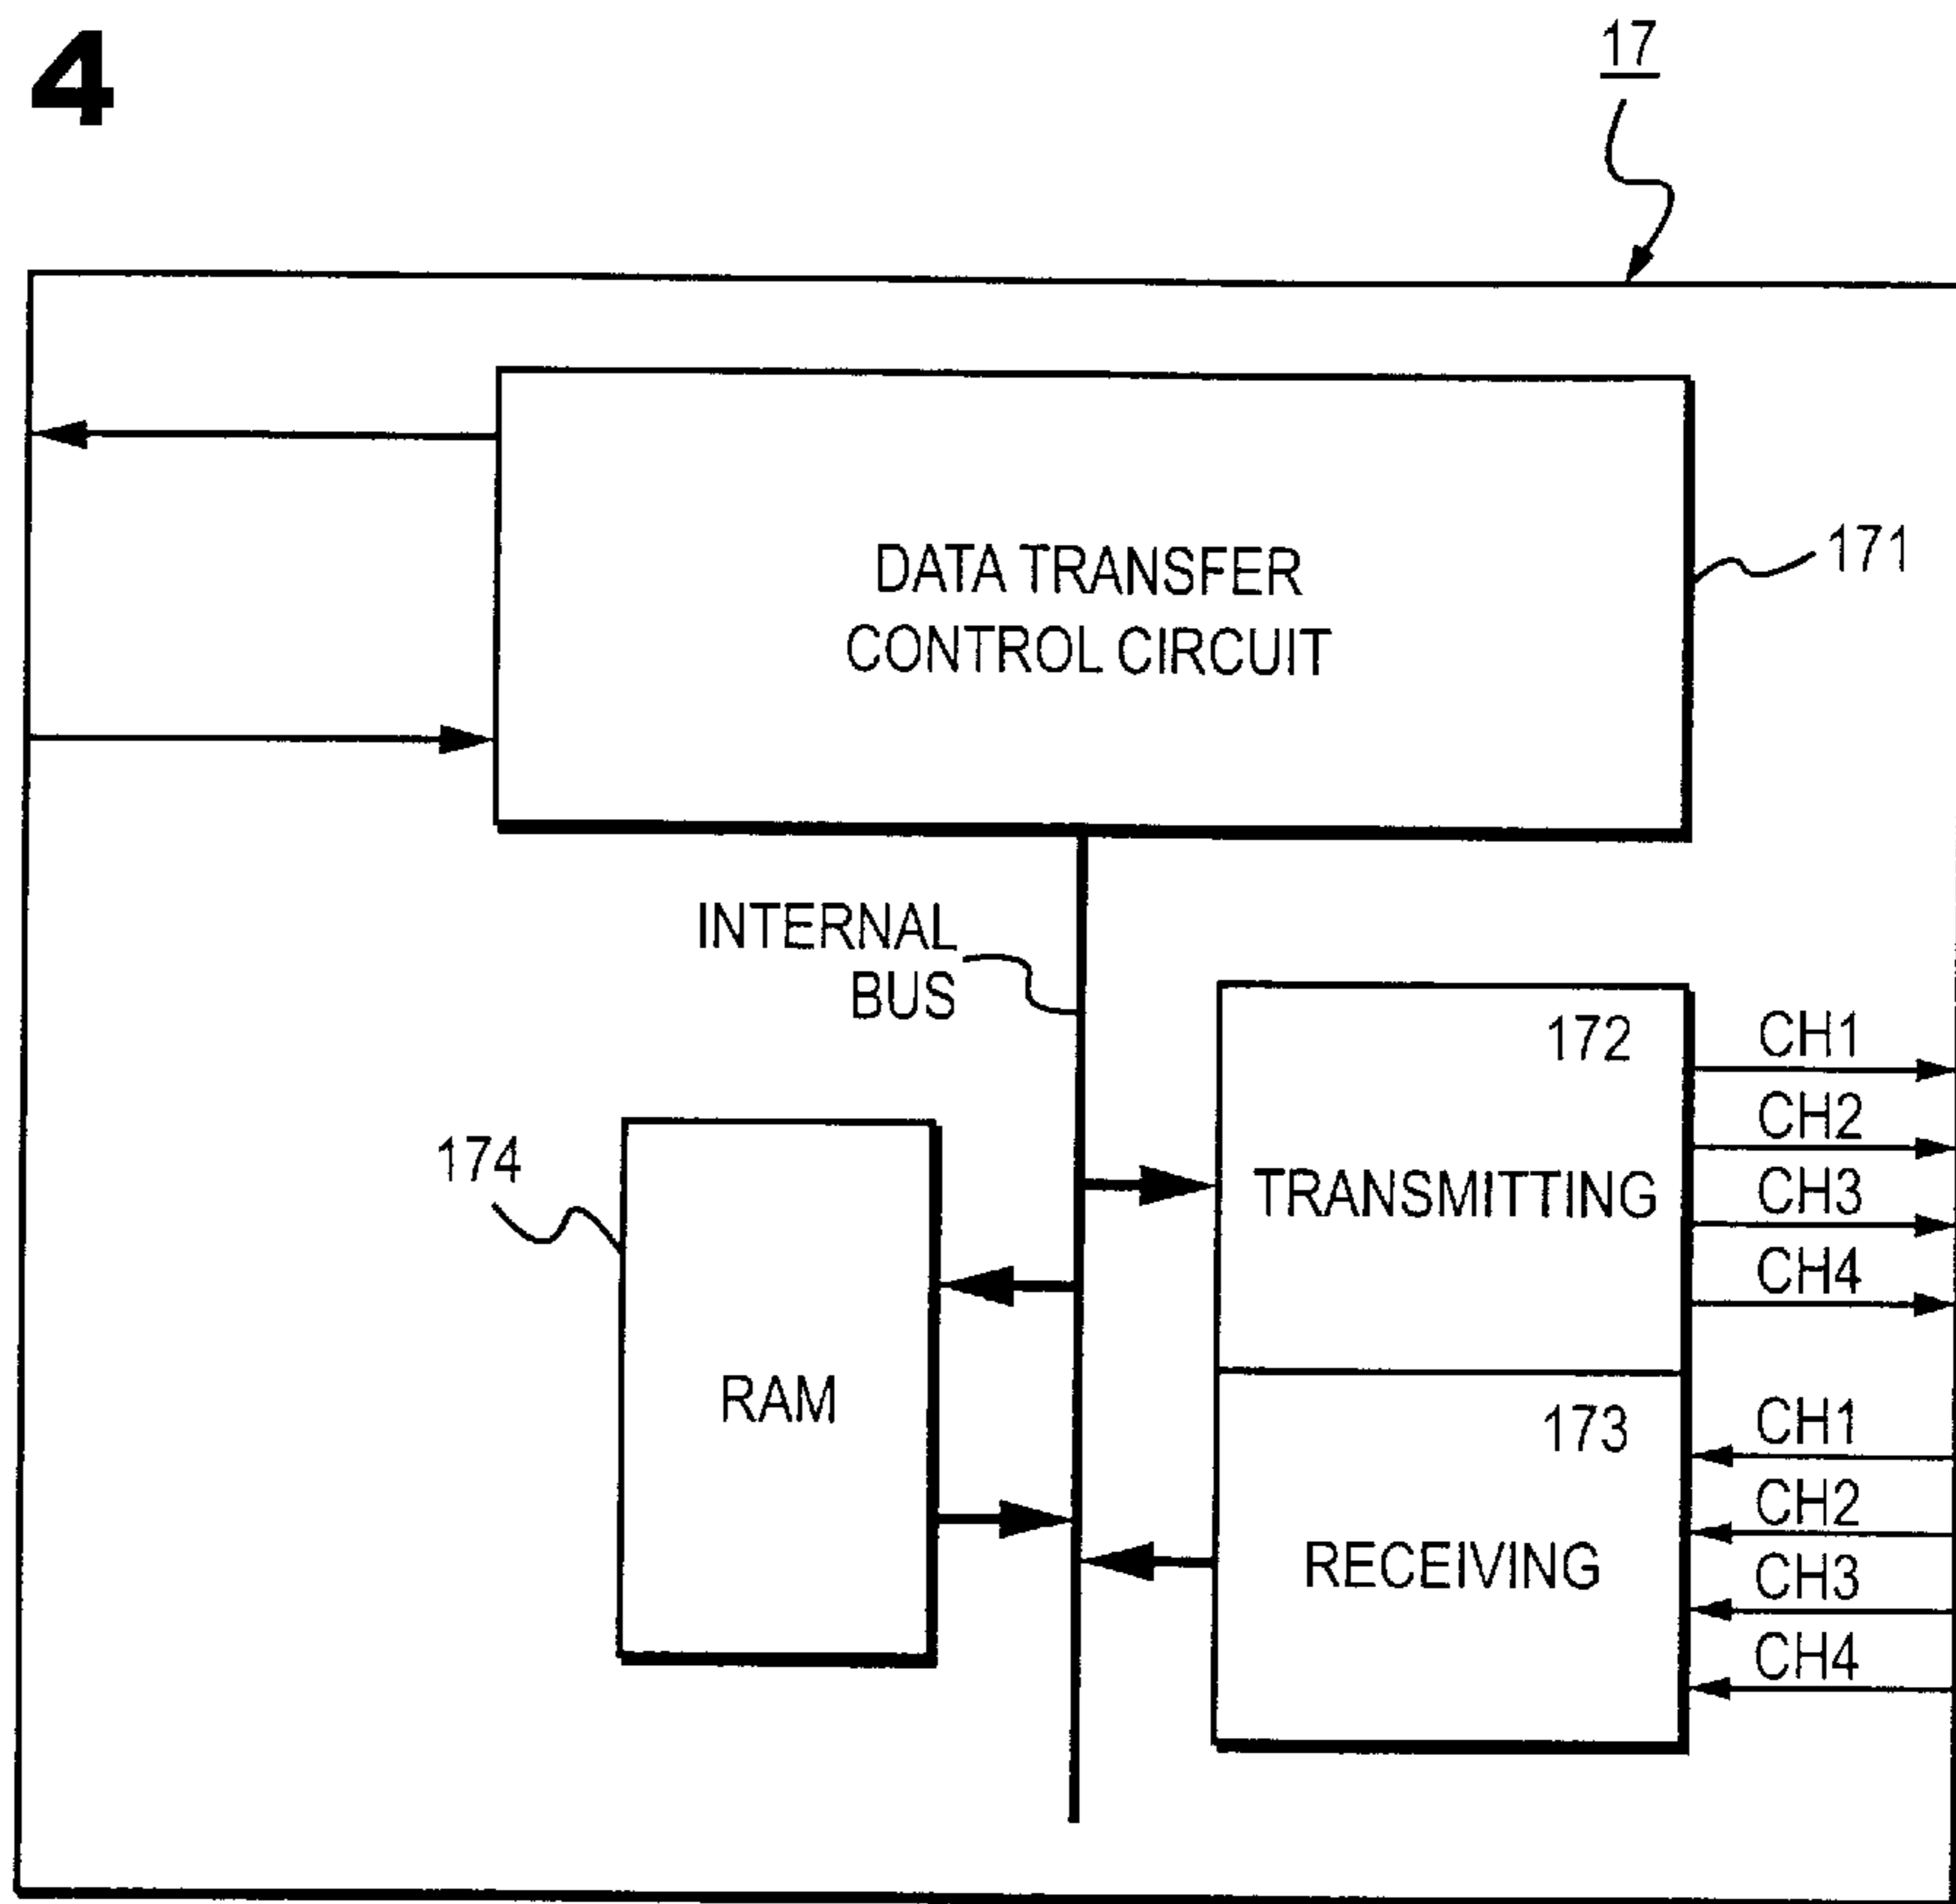 4
17
DATA TRANSFER
CONTROL CIRCUIT
171
INTERNAL
BUS
172
TRANSMITTING
CH1
CH2
CH3
CH4
174
RAM
173
RECEIVING
CH1
CH2
CH3
CH4